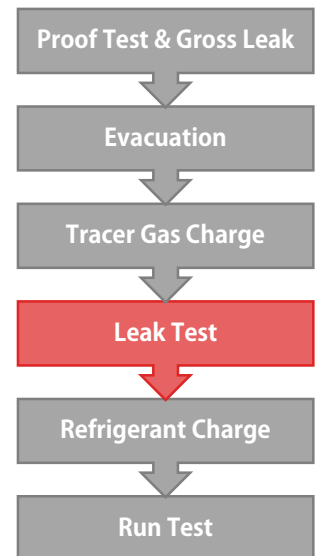 Proof Test & Gross Leak
Evacuation
Tracer Gas Charge
Leak Test
Refrigerant Charge
Run Test